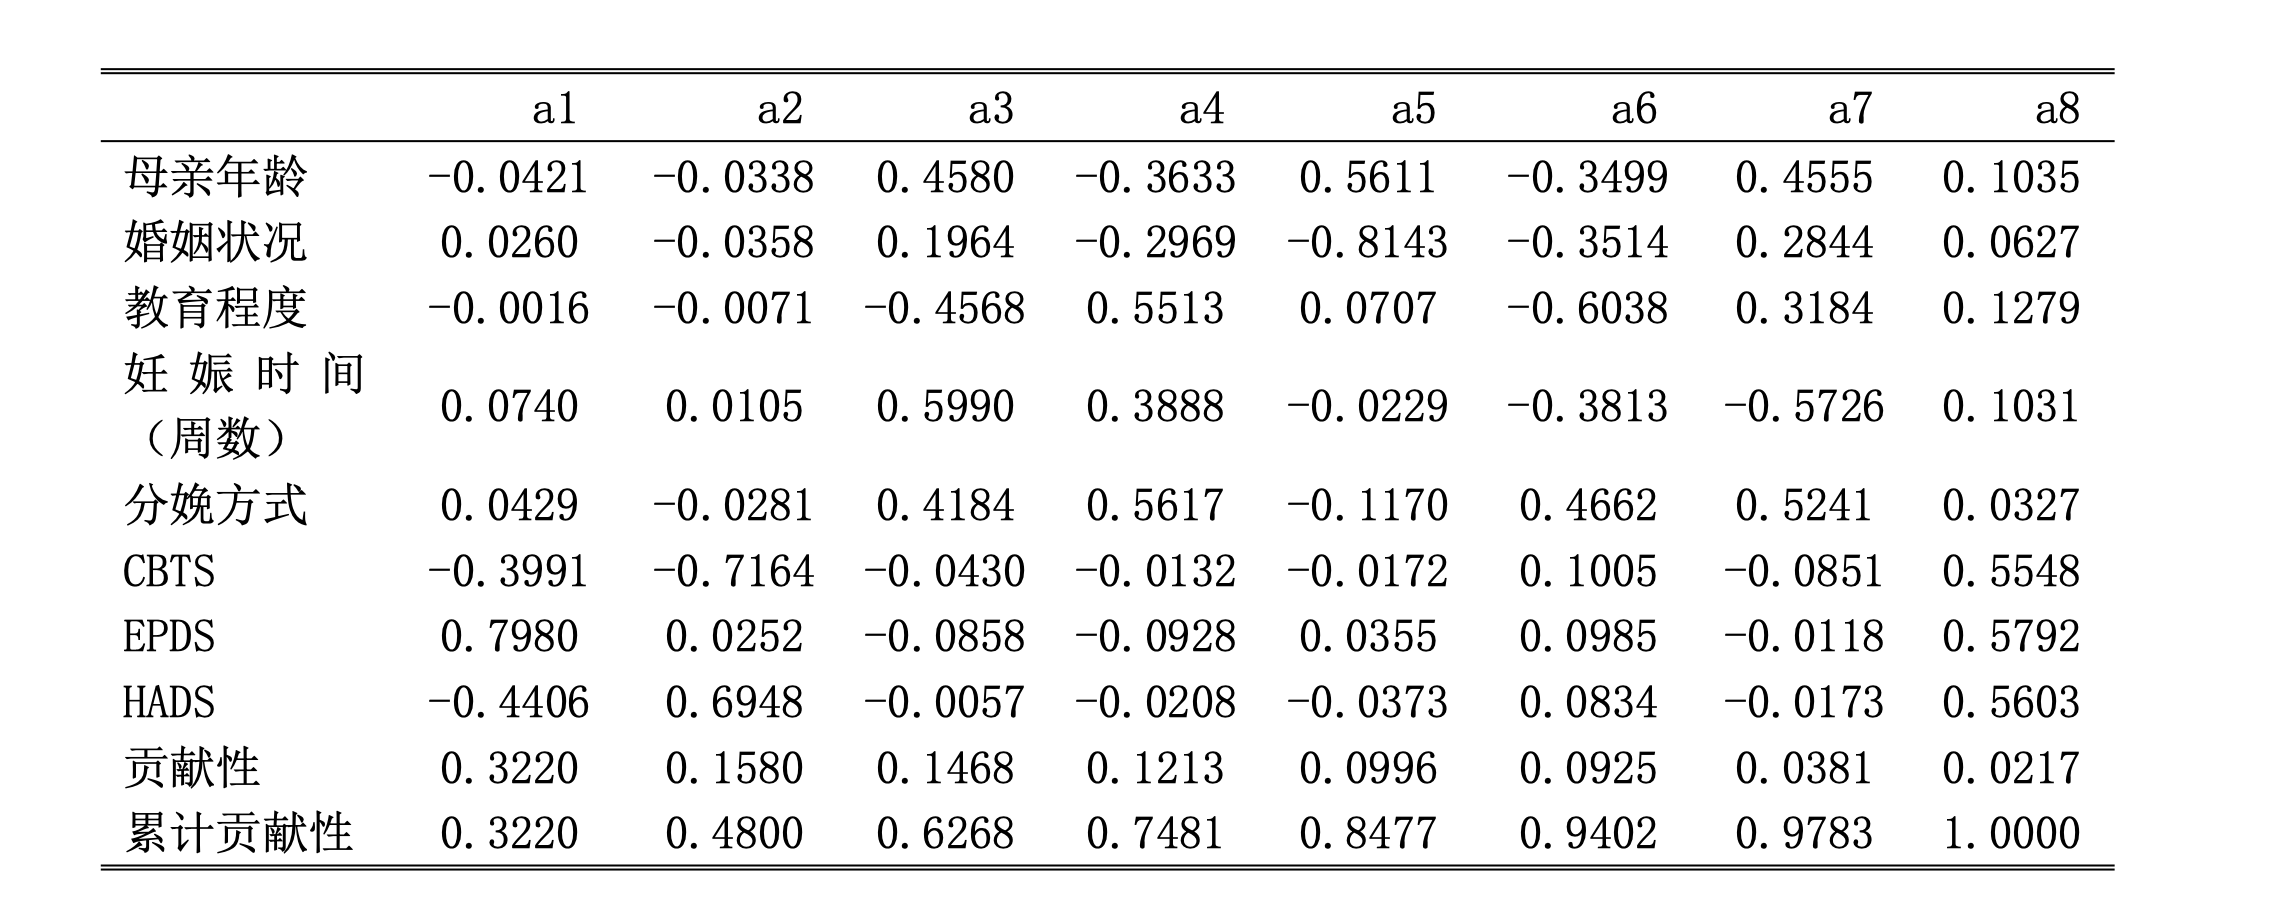 a1 a2 a3 a4 a5 a6 a7 a8
母亲年龄 -0.0421 -0.0338 0.4580 -0.3633 0.5611 -0.3499 0.4555 0.1035
婚姻状况 0.0260 -0.0358 0.1964 -0.2969 -0.8143 -0.3514 0.2844 0.0627
教育程度 -0.0016 -0.0071 -0.4568 0.5513 0.0707 -0.6038 0.3184 0.1279
妊娠时间
（周数） 0.0740 0.0105 0.5990 0.3888 -0.0229 -0.3813 -0.5726 0.1031
分娩方式 0.0429 -0.0281 0.4184 0.5617 -0.1170 0.4662 0.5241 0.0327
CBTS -0.3991 -0.7164 -0.0430 -0.0132 -0.0172 0.1005 -0.0851 0.5548
EPDS 0.7980 0.0252 -0.0858 -0.0928 0.0355 0.0985 -0.0118 0.5792
HADS -0.4406 0.6948 -0.0057 -0.0208 -0.0373 0.0834 -0.0173 0.5603
贡献性 0.3220 0.1580 0.1468 0.1213 0.0996 0.0925 0.0381 0.0217
累计贡献性 0.3220 0.4800 0.6268 0.7481 0.8477 0.9402 0.9783 1.0000